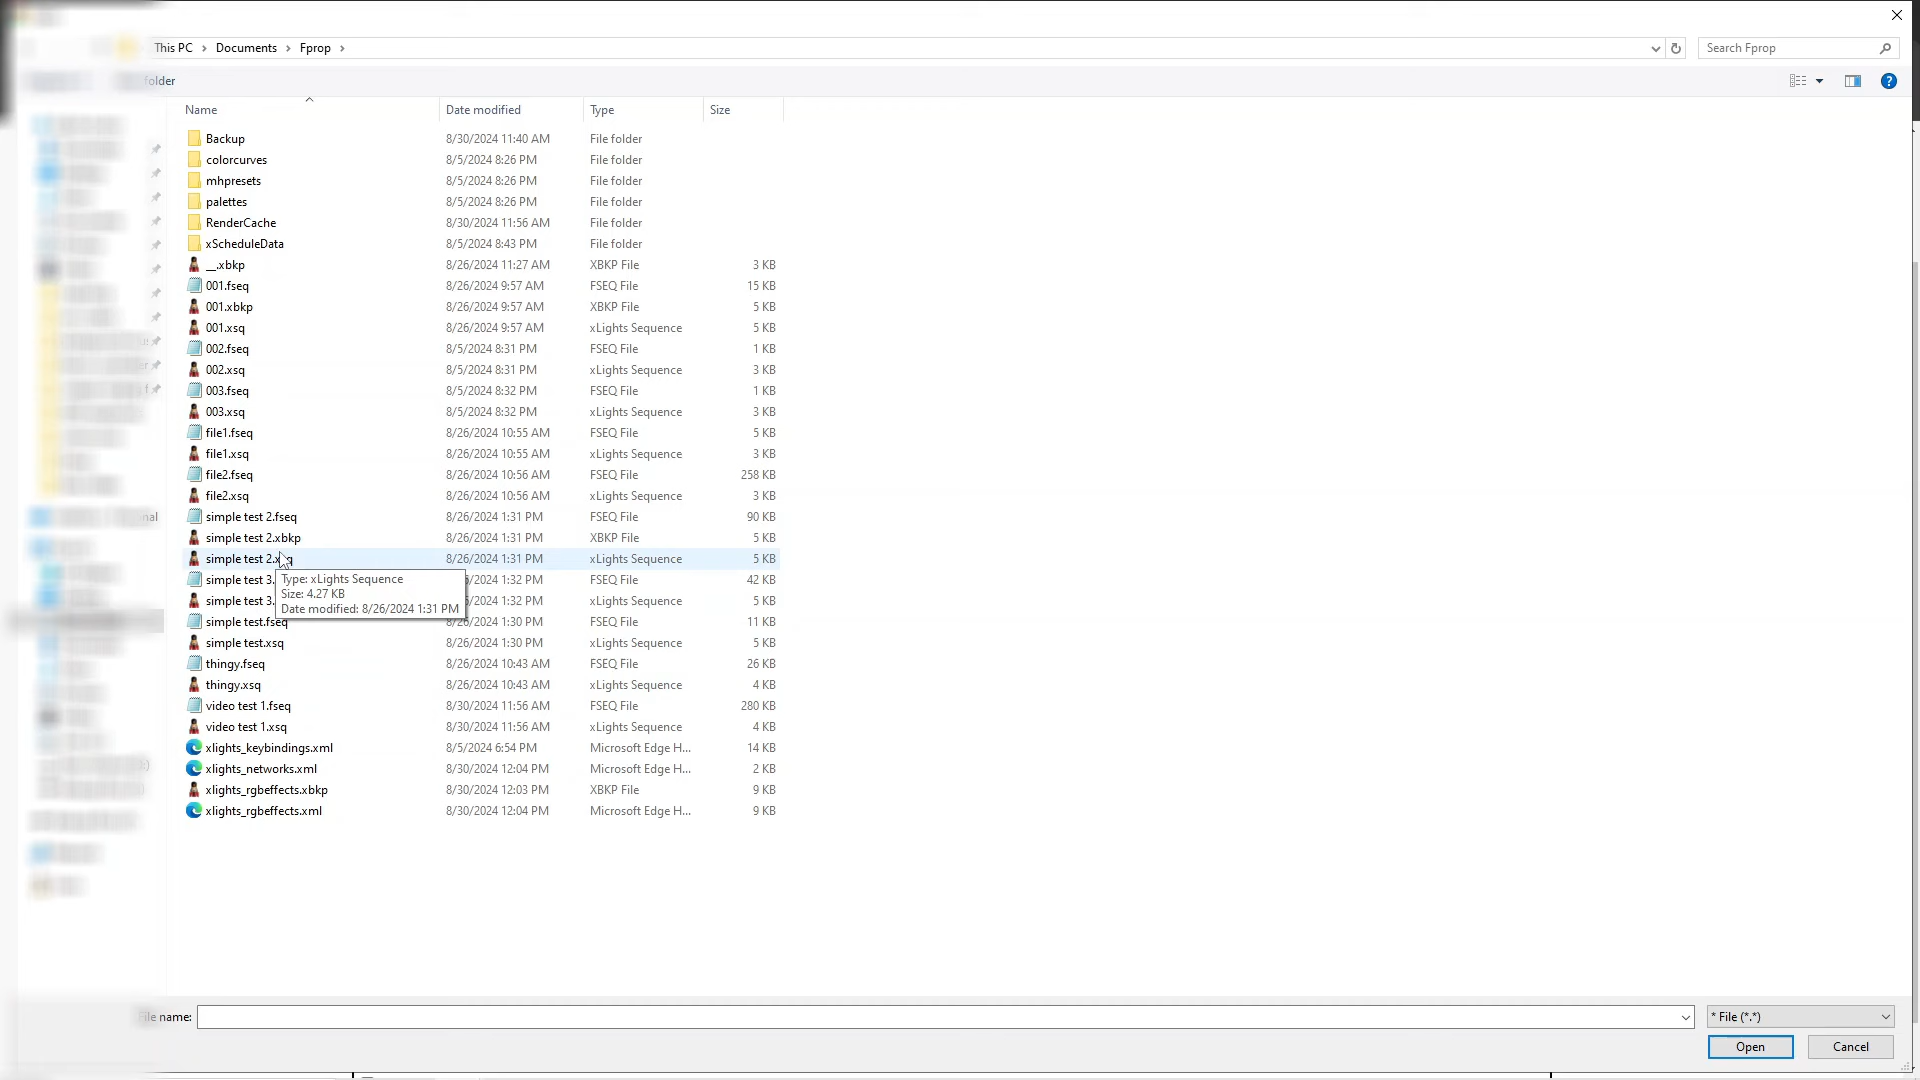 This PC > Documents > Fprop >
Search Fprop
folder
Name Date modified Type Size
Backup 8/30/2024 11:40 AM File folder
colorcurves 8/5/2024 8:26 PM File folder
mhpresets 8/5/2024 8:26 PM File folder
palettes 8/5/2024 8:26 PM File folder
RenderCache 8/30/2024 11:56 AM File folder
xScheduleData 8/5/2024 8:43 PM File folder
__.xbkp 8/26/2024 11:27 AM XBKP File 3 KB
001.fseq 8/26/2024 9:57 AM FSEQ File 15 KB
001.xbkp 8/26/2024 9:57 AM XBKP File 5 KB
001.xsq 8/26/2024 9:57 AM xLights Sequence 5 KB
002.fseq 8/5/2024 8:31 PM FSEQ File 1 KB
002.xsq 8/5/2024 8:31 PM xLights Sequence 3 KB
003.fseq 8/5/2024 8:32 PM FSEQ File 1 KB
003.xsq 8/5/2024 8:32 PM xLights Sequence 3 KB
file1.fseq 8/26/2024 10:55 AM FSEQ File 5 KB
file1.xsq 8/26/2024 10:55 AM xLights Sequence 3 KB
file2.fseq 8/26/2024 10:56 AM FSEQ File 258 KB
file2.xsq 8/26/2024 10:56 AM xLights Sequence 3 KB
simple test 2.fseq 8/26/2024 1:31 PM FSEQ File 90 KB
simple test 2.xbkp 8/26/2024 1:31 PM XBKP File 5 KB
simple test 2.xsq 8/26/2024 1:31 PM xLights Sequence 5 KB
simple test 3. /2024 1:32 PM FSEQ File 42 KB
simple test 3. /2024 1:32 PM xLights Sequence 5 KB
Type: xLights Sequence
Size: 4.27 KB
Date modified: 8/26/2024 1:31 PM
simple test.fseq 8/26/2024 1:30 PM FSEQ File 11 KB
simple test.xsq 8/26/2024 1:30 PM xLights Sequence 5 KB
thingy.fseq 8/26/2024 10:43 AM FSEQ File 26 KB
thingy.xsq 8/26/2024 10:43 AM xLights Sequence 4 KB
video test 1.fseq 8/30/2024 11:56 AM FSEQ File 280 KB
video test 1.xsq 8/30/2024 11:56 AM xLights Sequence 4 KB
xlights_keybindings.xml 8/5/2024 6:54 PM Microsoft Edge H... 14 KB
xlights_networks.xml 8/30/2024 12:04 PM Microsoft Edge H... 2 KB
xlights_rgbeffects.xbkp 8/30/2024 12:03 PM XBKP File 9 KB
xlights_rgbeffects.xml 8/30/2024 12:04 PM Microsoft Edge H... 9 KB
File name:
* File (*.*)
Open Cancel